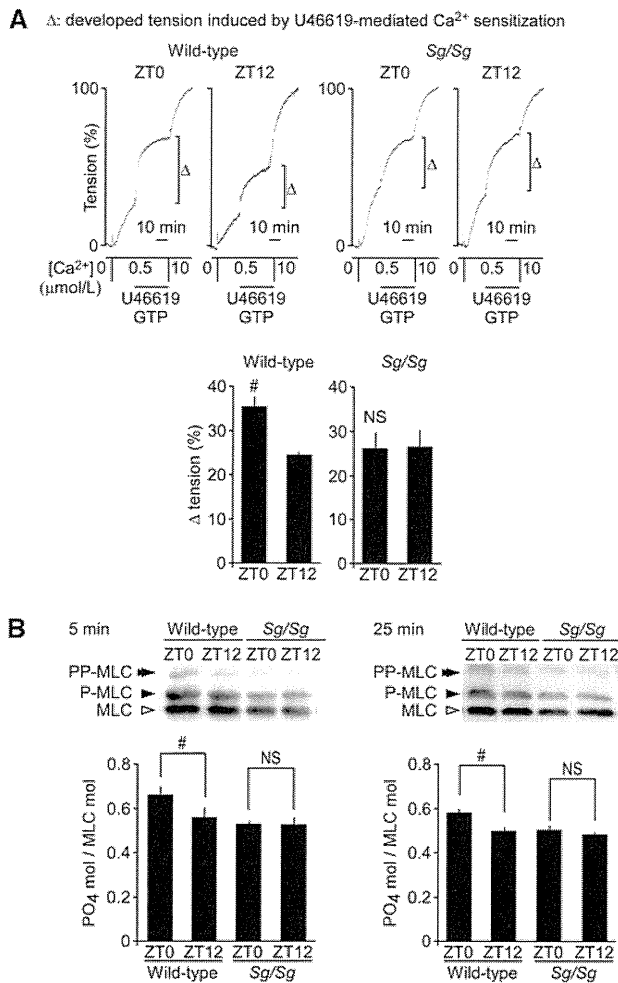 A Δ: developed tension induced by U46619-mediated Ca²⁺ sensitization
Wild-type Sg/Sg
ZT0 ZT12 ZT0 ZT12
100 100
Tension (%)
Δ Δ Δ Δ
10 min 10 min 10 min 10 min
0 0
[Ca²⁺] 0 0.5 10 0 0.5 10 0 0.5 10 0 0.5 10
(μmol/L)
U46619 U46619 U46619 U46619
GTP GTP GTP GTP
Wild-type Sg/Sg
Δ tension (%)
40 # 40
30 30 NS
20 20
10 10
0 0
ZT0 ZT12 ZT0 ZT12
B 5 min Wild-type Sg/Sg 25 min Wild-type Sg/Sg
ZT0 ZT12 ZT0 ZT12 ZT0 ZT12 ZT0 ZT12
PP-MLC PP-MLC
P-MLC P-MLC
MLC MLC
PO₄ mol / MLC mol PO₄ mol / MLC mol
0.8 # NS 0.8 # NS
0.6 0.6
0.4 0.4
0.2 0.2
0 0
ZT0 ZT12 ZT0 ZT12 ZT0 ZT12 ZT0 ZT12
Wild-type Sg/Sg Wild-type Sg/Sg